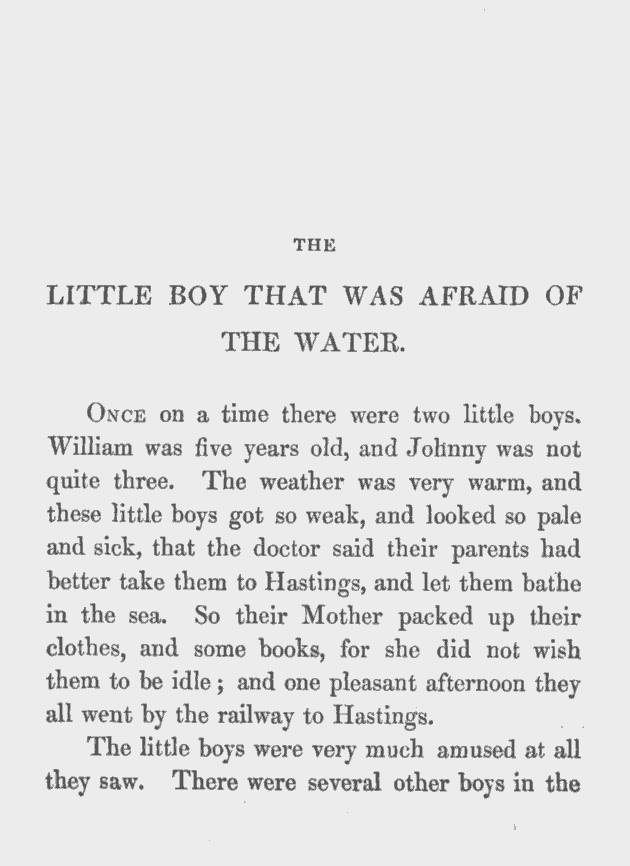 THE
LITTLE BOY THAT WAS AFRAID OF
THE WATER.
ONCE on a time there were two little boys.
William was five years old, and Johnny was not
quite three. The weather was very warm, and
these little boys got so weak, and looked so pale
and sick, that the doctor said their parents had
better take them to Hastings, and let them bathe
in the sea. So their Mother packed up their
clothes, and some books, for she did not wish
them to be idle; and one pleasant afternoon they
all went by the railway to Hastings.
The little boys were very much amused at all
they saw. There were several other boys in the